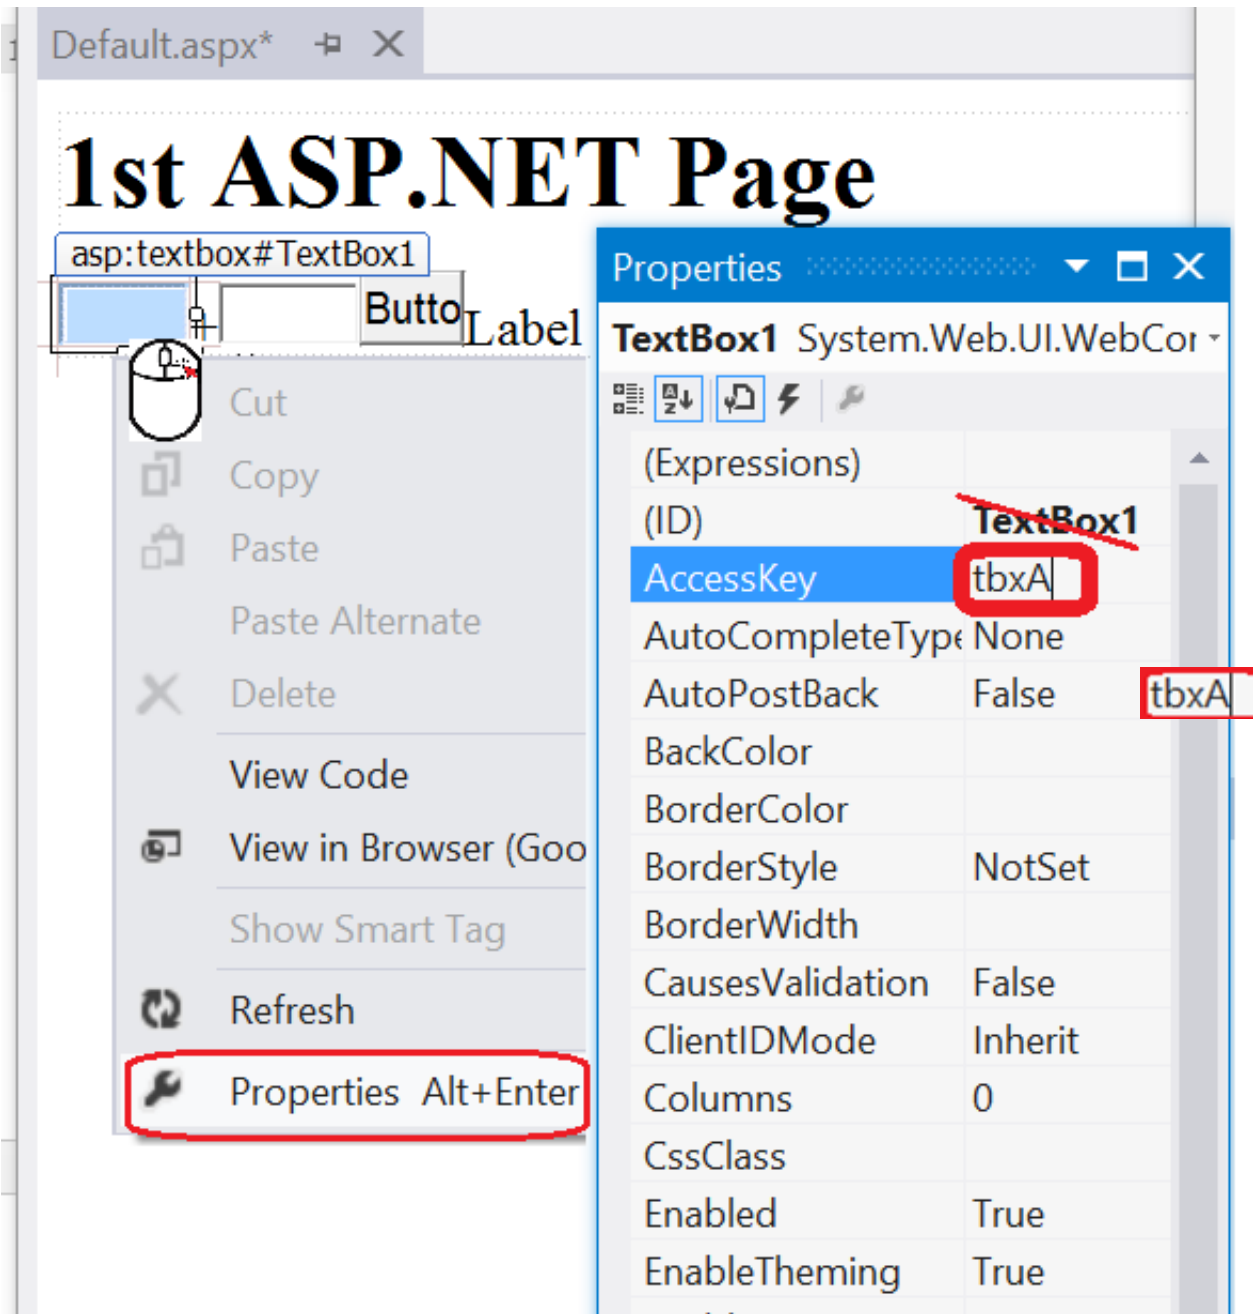 Default.aspx*
1st ASP.NET Page
asp:textbox#TextBox1
Butto
Label
Cut
Copy
Paste
Paste Alternate
Delete
View Code
View in Browser (Goo
Show Smart Tag
Refresh
Properties Alt+Enter
Properties
TextBox1 System.Web.UI.WebCor
(Expressions)
(ID) TextBox1
AccessKey tbxA
AutoCompleteType None
AutoPostBack False
tbxA
BackColor
BorderColor
BorderStyle NotSet
BorderWidth
CausesValidation False
ClientIDMode Inherit
Columns 0
CssClass
Enabled True
EnableTheming True